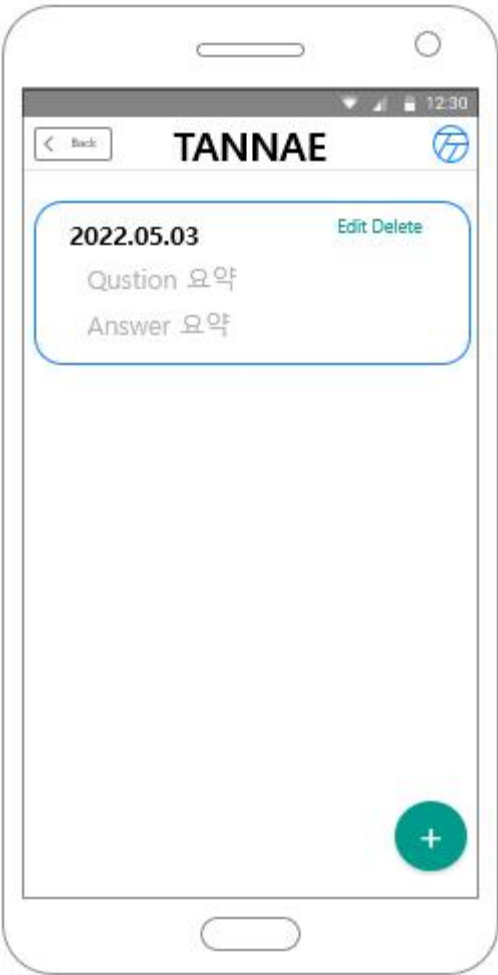 12:30
Back
TANNAE
2022.05.03
Edit Delete
Qustion 요약
Answer 요약
+